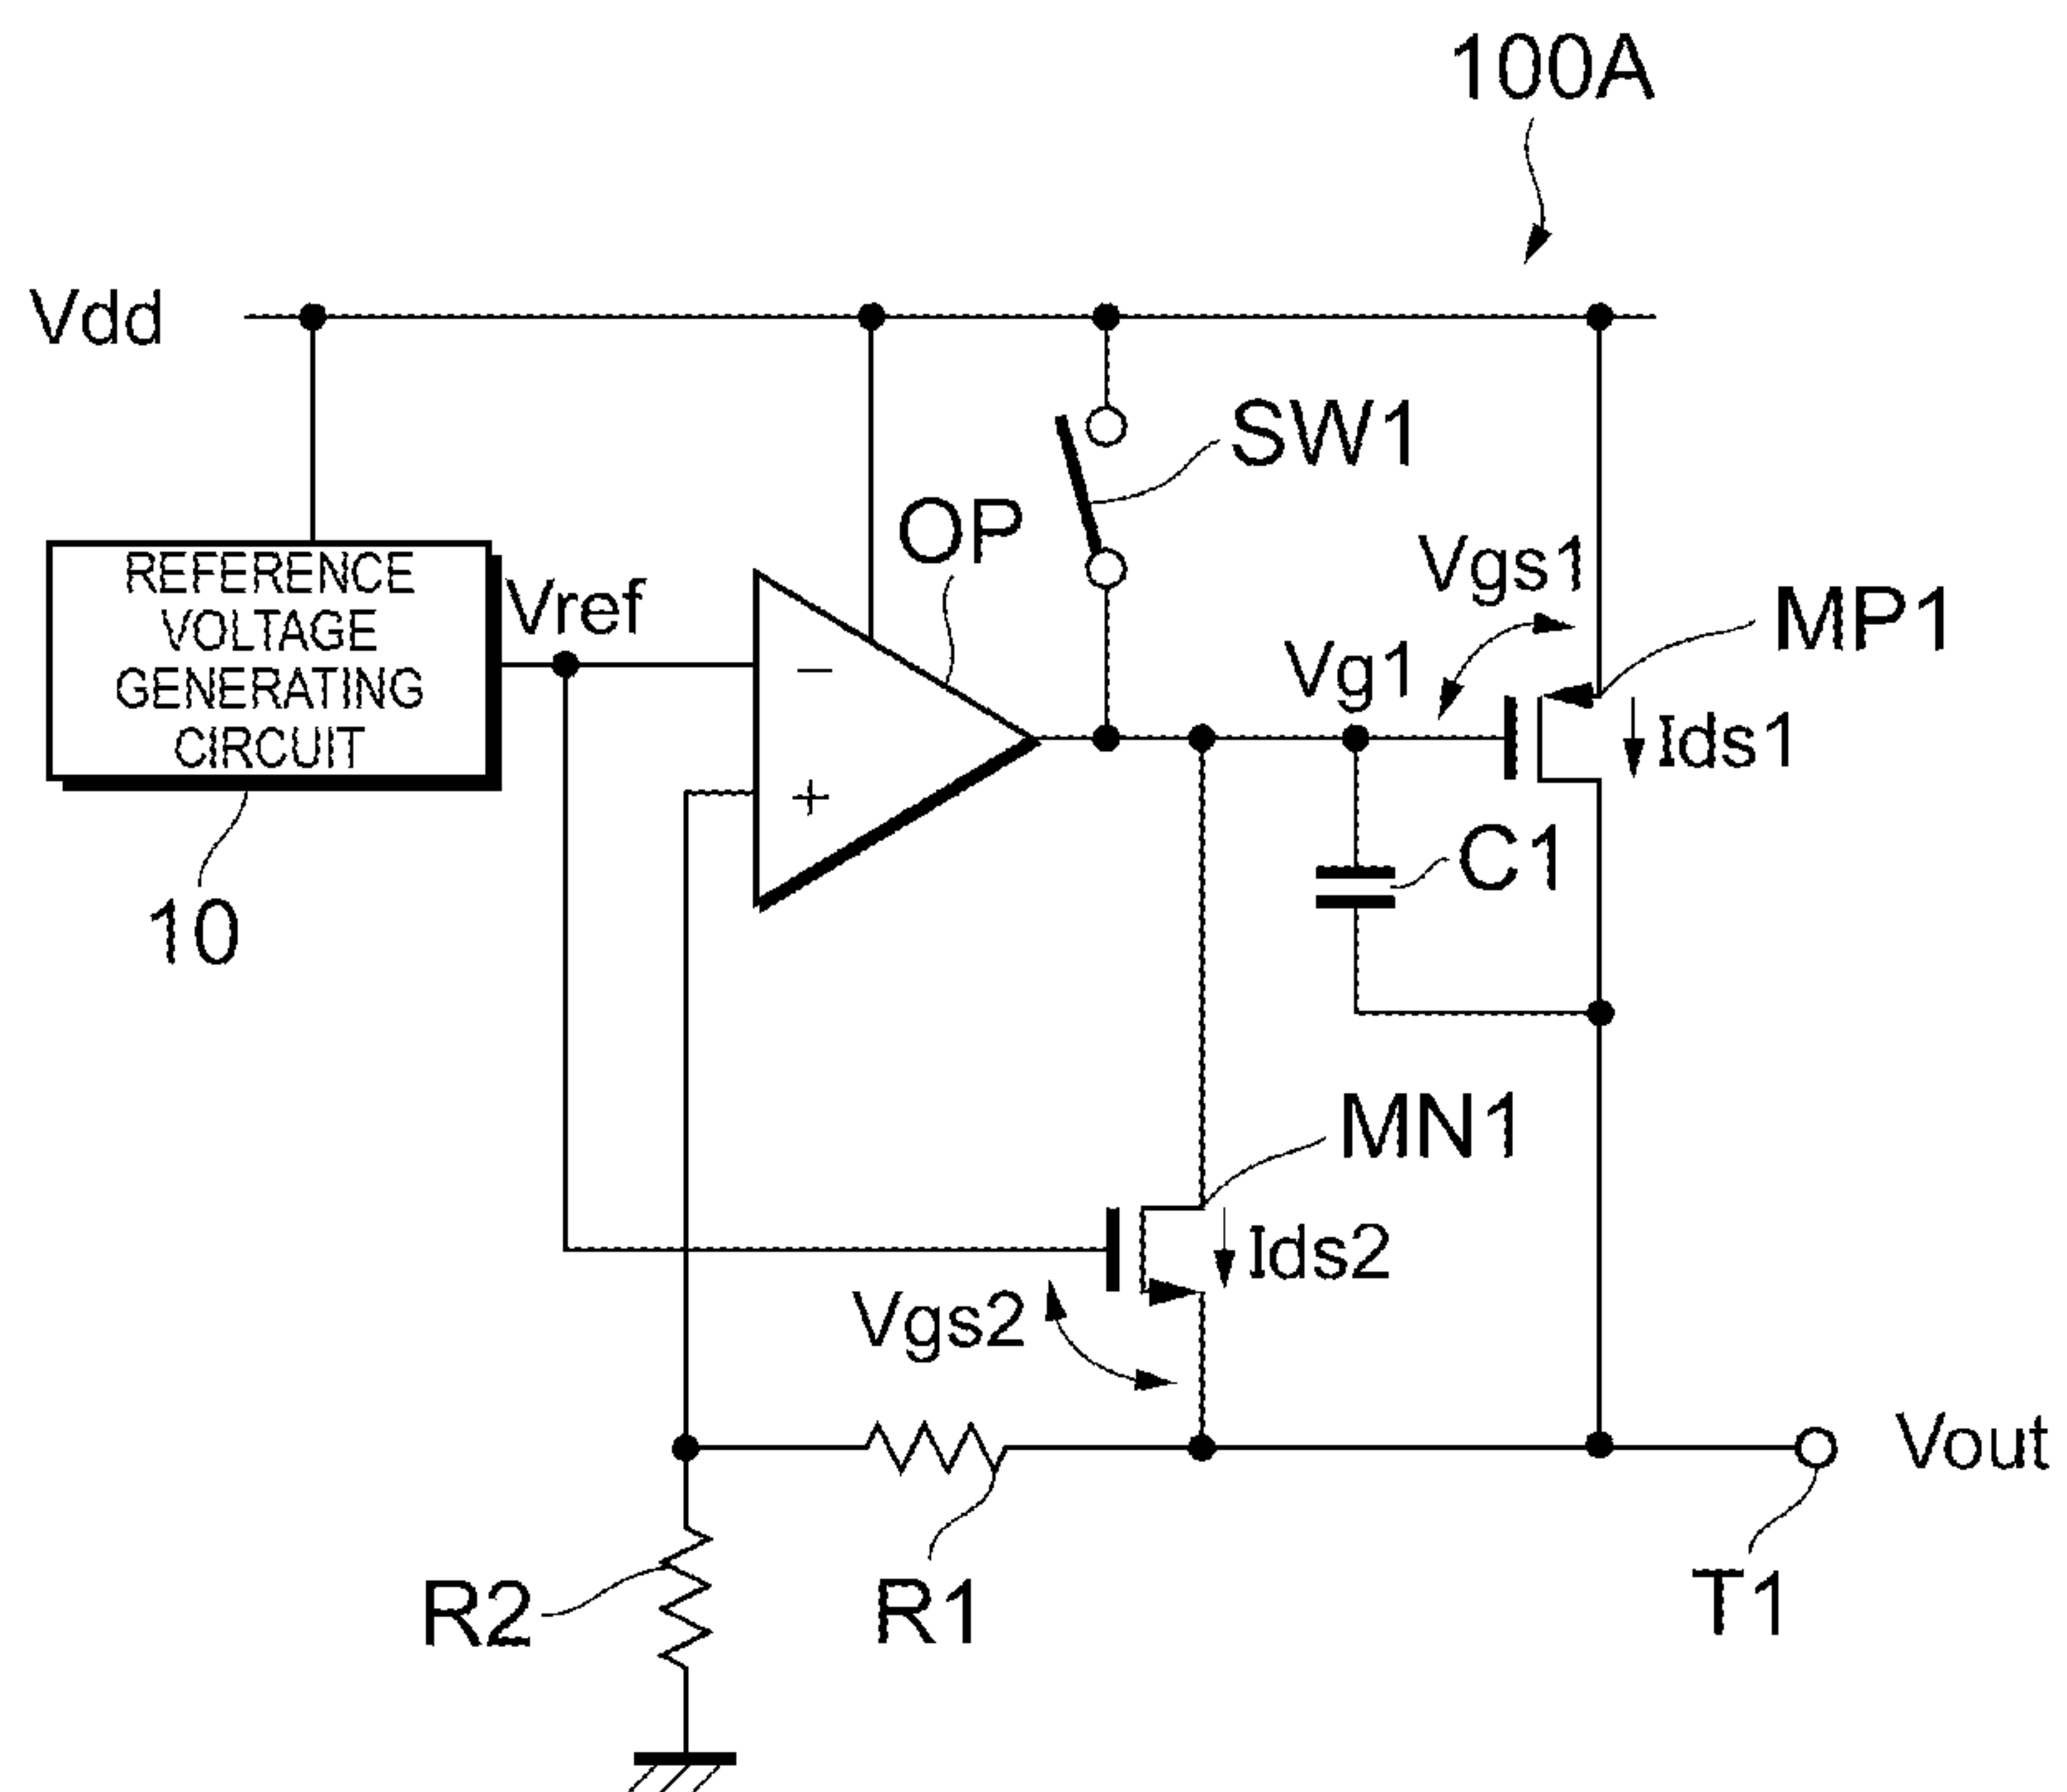 100A
Vdd
SW1
OP
Vgs1
REFERENCE
VOLTAGE
GENERATING
CIRCUIT
Vref
MP1
Vg1
−
Ids1
+
C1
10
MN1
Ids2
Vgs2
Vout
R2
R1
T1